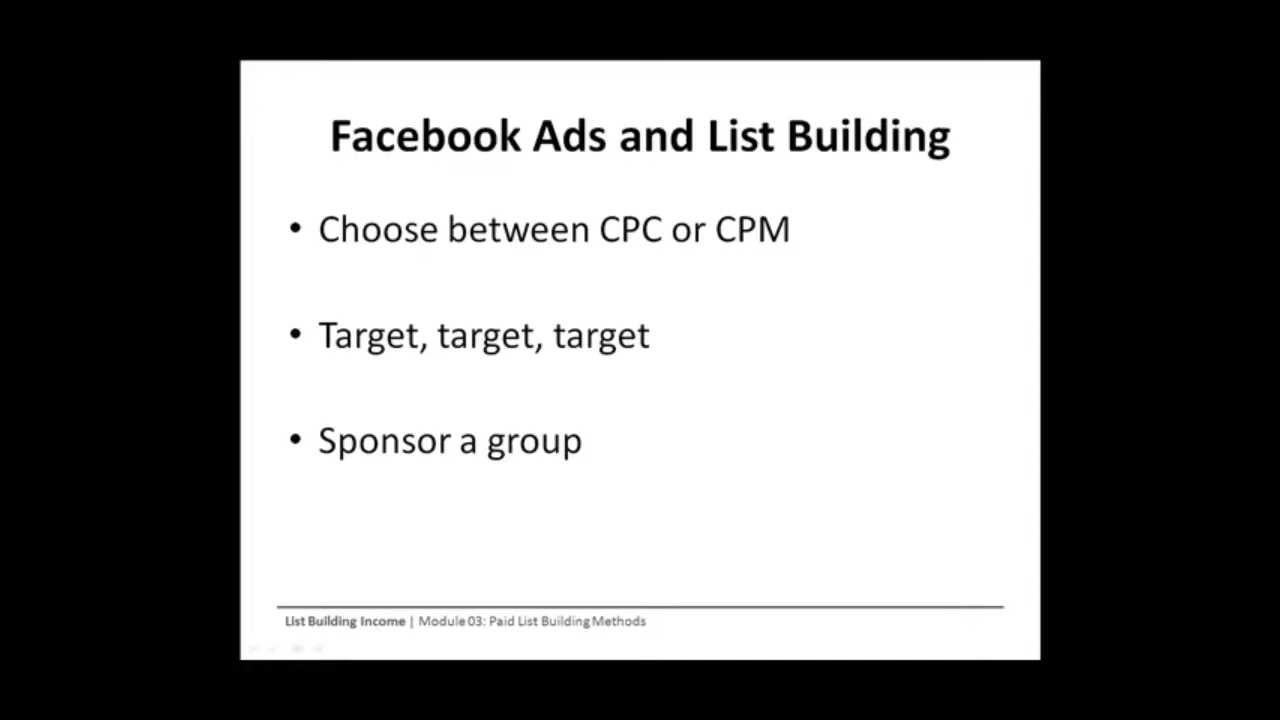 Facebook Ads and List Building
• Choose between CPC or CPM
• Target, target, target
• Sponsor a group
List Building Income | Module 03: Paid List Building Methods